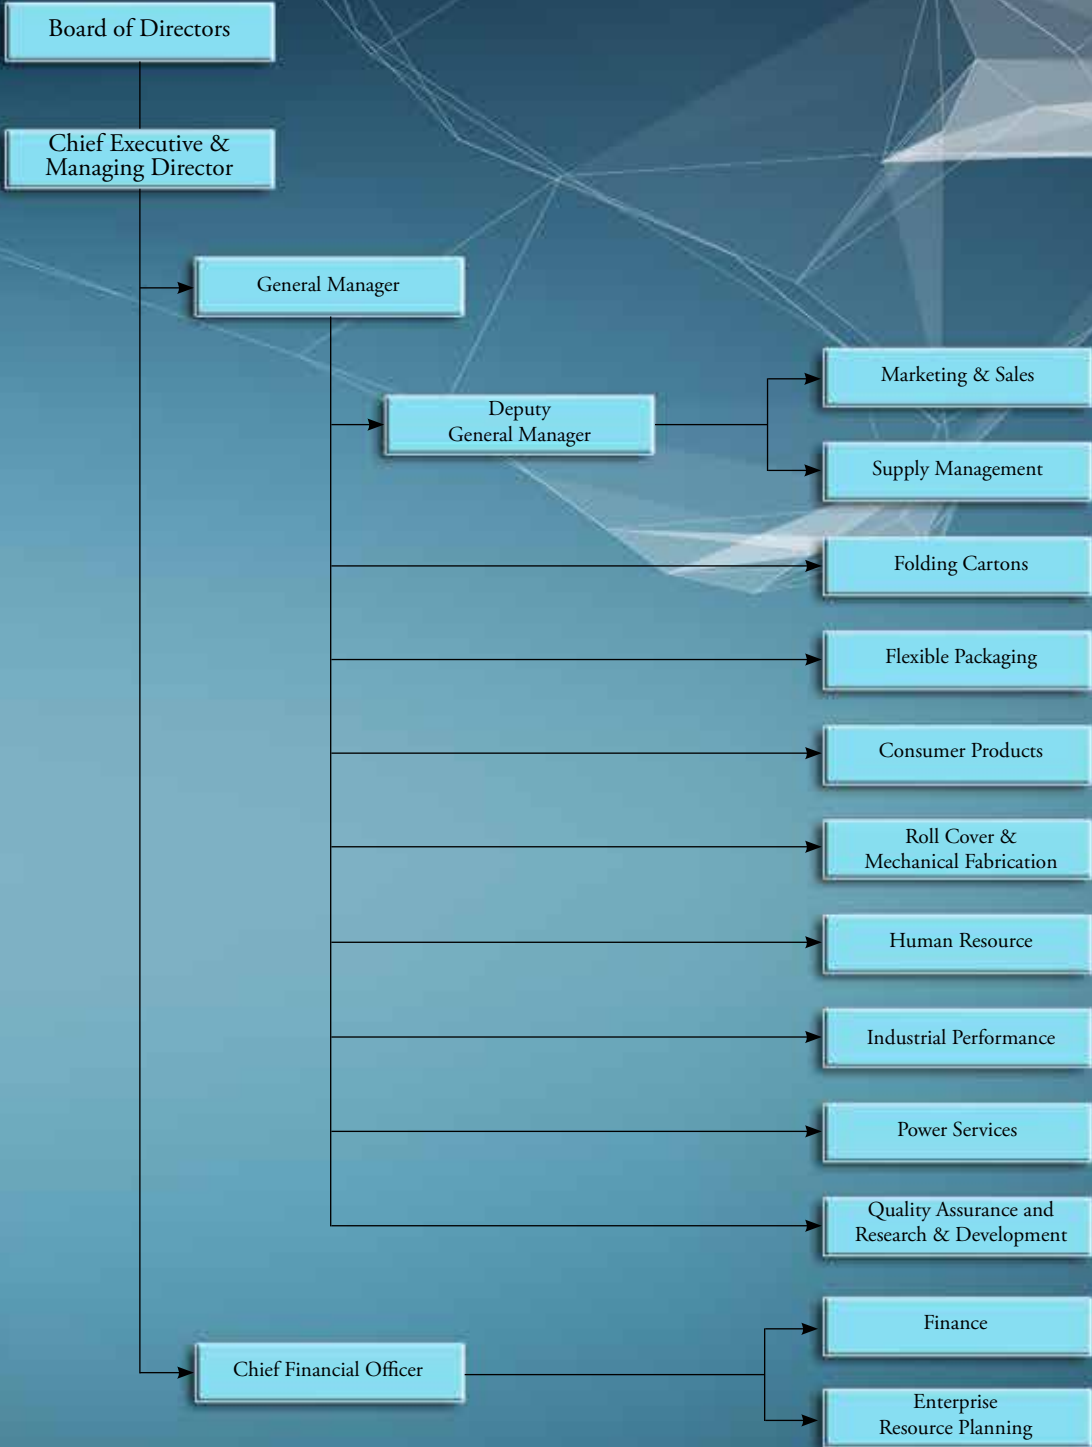 Board of Directors
Chief Executive &
Managing Director
General Manager
Deputy
General Manager
Marketing & Sales
Supply Management
Folding Cartons
Flexible Packaging
Consumer Products
Roll Cover &
Mechanical Fabrication
Human Resource
Industrial Performance
Power Services
Quality Assurance and
Research & Development
Chief Financial Officer
Finance
Enterprise
Resource Planning